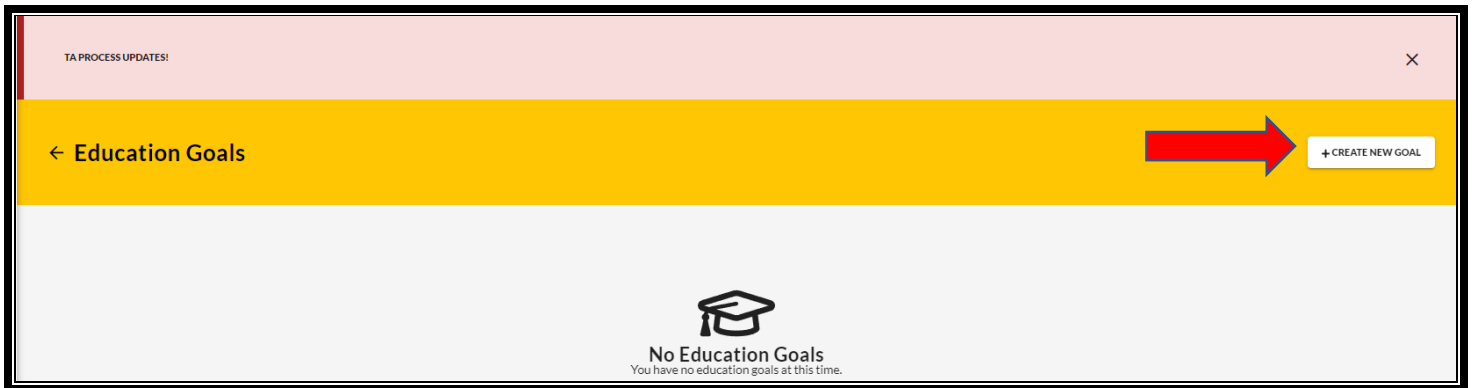 TA PROCESS UPDATES!
Education Goals
+ CREATE NEW GOAL
No Education Goals
You have no education goals at this time.